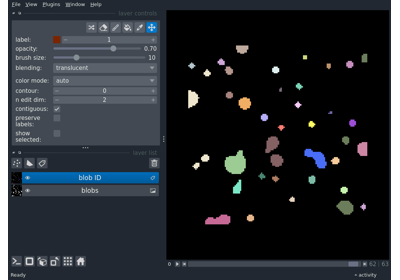 File View Plugins Window Help
layer controls
label: 1
opacity: 0.70
brush size: 10
blending: translucent
color mode: auto
contour: 0
n edit dim: 2
contiguous:
preserve
labels:
show
selected:
layer list
blob ID
blobs
62 63
Ready
activity